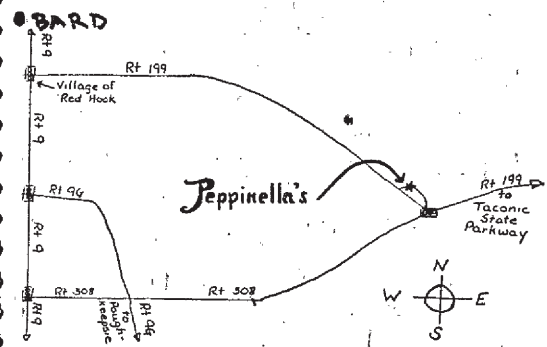 BARD
Rt 9
Rt 199
Village of
Red Hook
Rt 9
Rt 9G
Peppinella's
Rt 199
to
Taconic
State
Parkway
Rt 9
Rt 308
Rt 308
Rt 9
to
Pough-
keepsie
Rt 9G
N
W
E
S